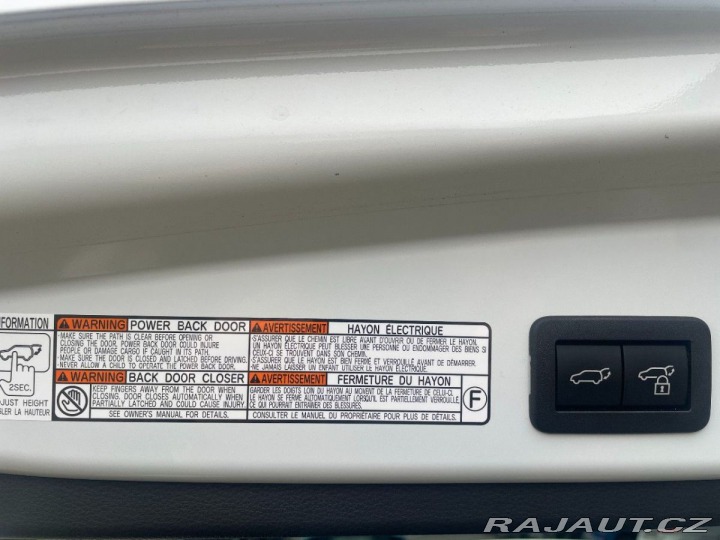 INFORMATION
2SEC.
JUST HEIGHT
LER LA HAUTEUR
WARNING POWER BACK DOOR
·MAKE SURE THE PATH IS CLEAR BEFORE OPENING OR
CLOSING THE DOOR. POWER BACK DOOR COULD INJURE
PEOPLE OR DAMAGE CARGO IF CAUGHT IN ITS PATH.
·MAKE SURE THE DOOR IS CLOSED AND LATCHED BEFORE DRIVING.
·NEVER ALLOW A CHILD TO OPERATE THE POWER BACK DOOR.
WARNING BACK DOOR CLOSER
KEEP FINGERS AWAY FROM THE DOOR WHEN
CLOSING. DOOR CLOSES AUTOMATICALLY WHEN
PARTIALLY LATCHED AND COULD CAUSE INJURY.
SEE OWNER'S MANUAL FOR DETAILS.
AVERTISSEMENT HAYON ÉLECTRIQUE
·S'ASSURER QUE LE CHEMIN EST LIBRE AVANT D'OUVRIR OU DE FERMER LE HAYON.
UN HAYON ÉLECTRIQUE PEUT BLESSER UNE PERSONNE OU ENDOMMAGER DES BIENS SI
CEUX-CI SE TROUVENT DANS SON CHEMIN.
·S'ASSURER QUE LE HAYON EST BIEN FERMÉ ET VERROUILLÉ AVANT DE DÉMARRER.
·NE JAMAIS LAISSER UN ENFANT UTILISER LE HAYON ÉLECTRIQUE.
AVERTISSEMENT FERMETURE DU HAYON
GARDER LES DOIGTS LOIN DU HAYON AU MOMENT DE LA FERMETURE DE CELUI-CI.
LE HAYON SE FERME AUTOMATIQUEMENT LORSQU'IL EST PARTIELLEMENT VERROUILLÉ,
CE QUI POURRAIT ENTRAÎNER DES BLESSURES.
CONSULTER LE MANUEL DU PROPRIÉTAIRE POUR PLUS DE DÉTAILS.
F
RAJAUT.CZ